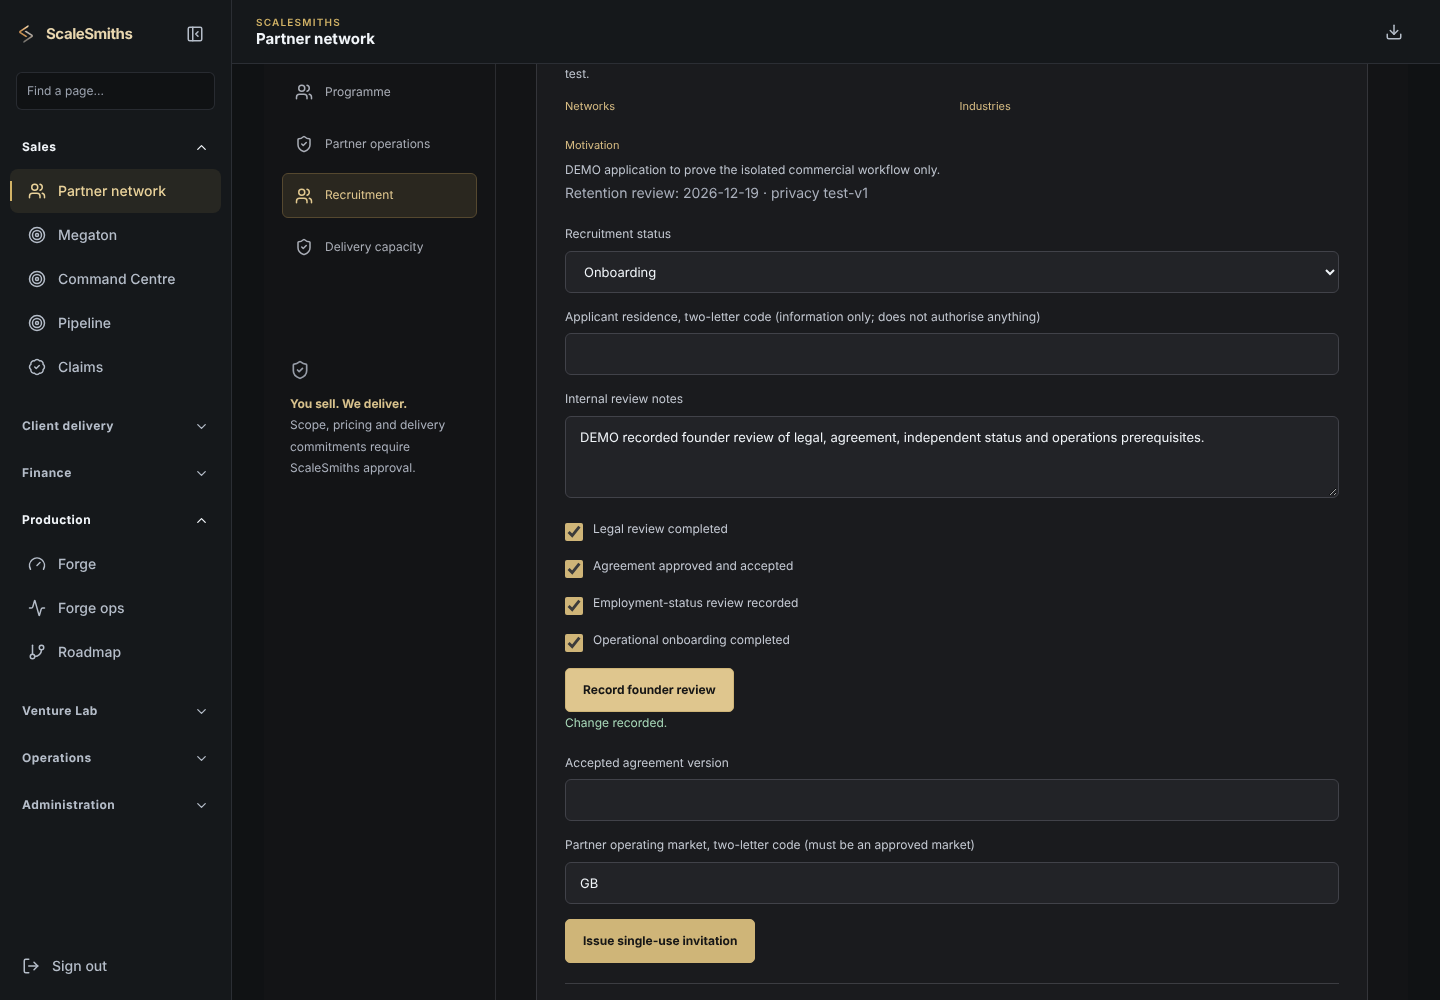 ScaleSmiths
Find a page...
Sales
Partner network
Megaton
Command Centre
Pipeline
Claims
Client delivery
Finance
Production
Forge
Forge ops
Roadmap
Venture Lab
Operations
Administration
Sign out
SCALESMITHS
Partner network
Programme
Partner operations
Recruitment
Delivery capacity
You sell. We deliver.
Scope, pricing and delivery
commitments require
ScaleSmiths approval.
test.
Networks
Industries
Motivation
DEMO application to prove the isolated commercial workflow only.
Retention review: 2026-12-19 · privacy test-v1
Recruitment status
Onboarding
Applicant residence, two-letter code (information only; does not authorise anything)
Internal review notes
DEMO recorded founder review of legal, agreement, independent status and operations prerequisites.
Legal review completed
Agreement approved and accepted
Employment-status review recorded
Operational onboarding completed
Record founder review
Change recorded.
Accepted agreement version
Partner operating market, two-letter code (must be an approved market)
GB
Issue single-use invitation